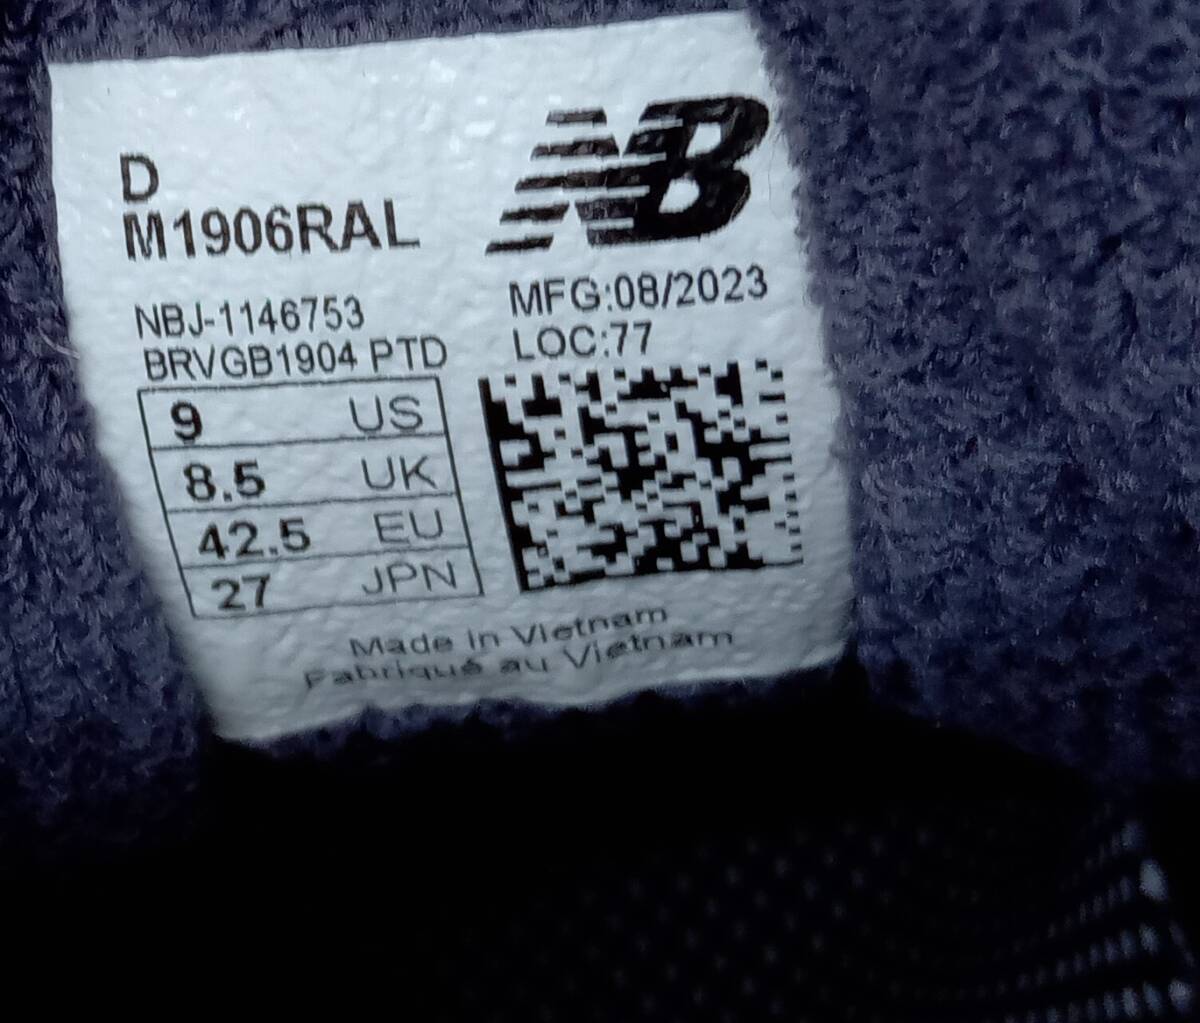 D
M1906RAL
NB
NBJ-1146753
BRVGB1904 PTD
MFG:08/2023
LOC:77
9 US
8.5 UK
42.5 EU
27 JPN
Made in Vietnam
Fabriqué au Vietnam